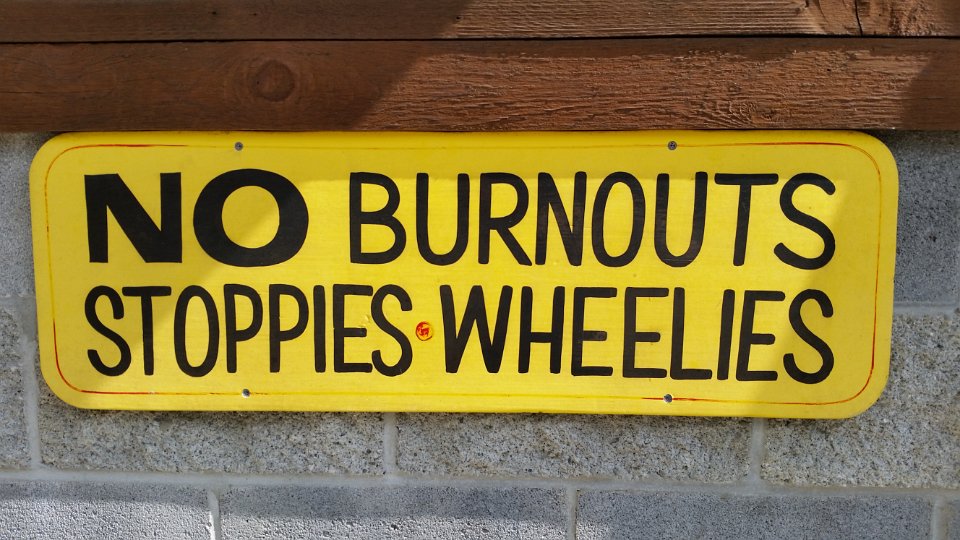 NO BURNOUTS
STOPPIES • WHEELIES